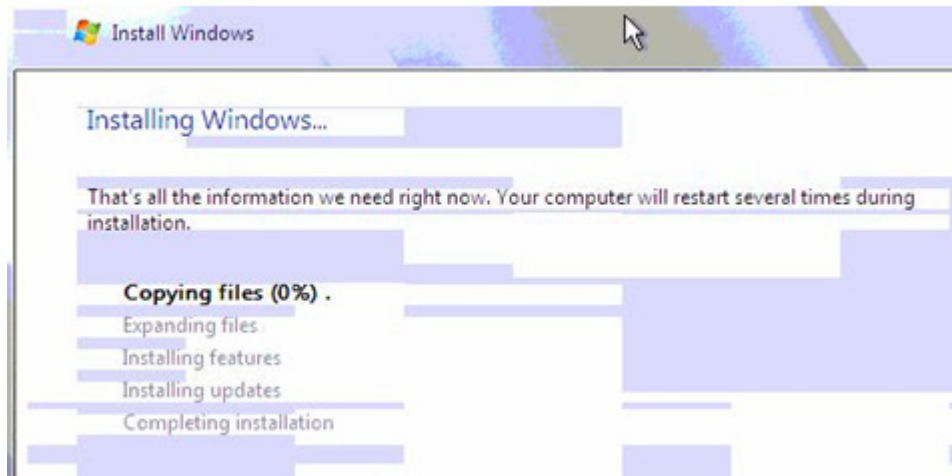 Install Windows
Installing Windows...
That's all the information we need right now. Your computer will restart several times during
installation.
Copying files (0%) .
Expanding files
Installing features
Installing updates
Completing installation